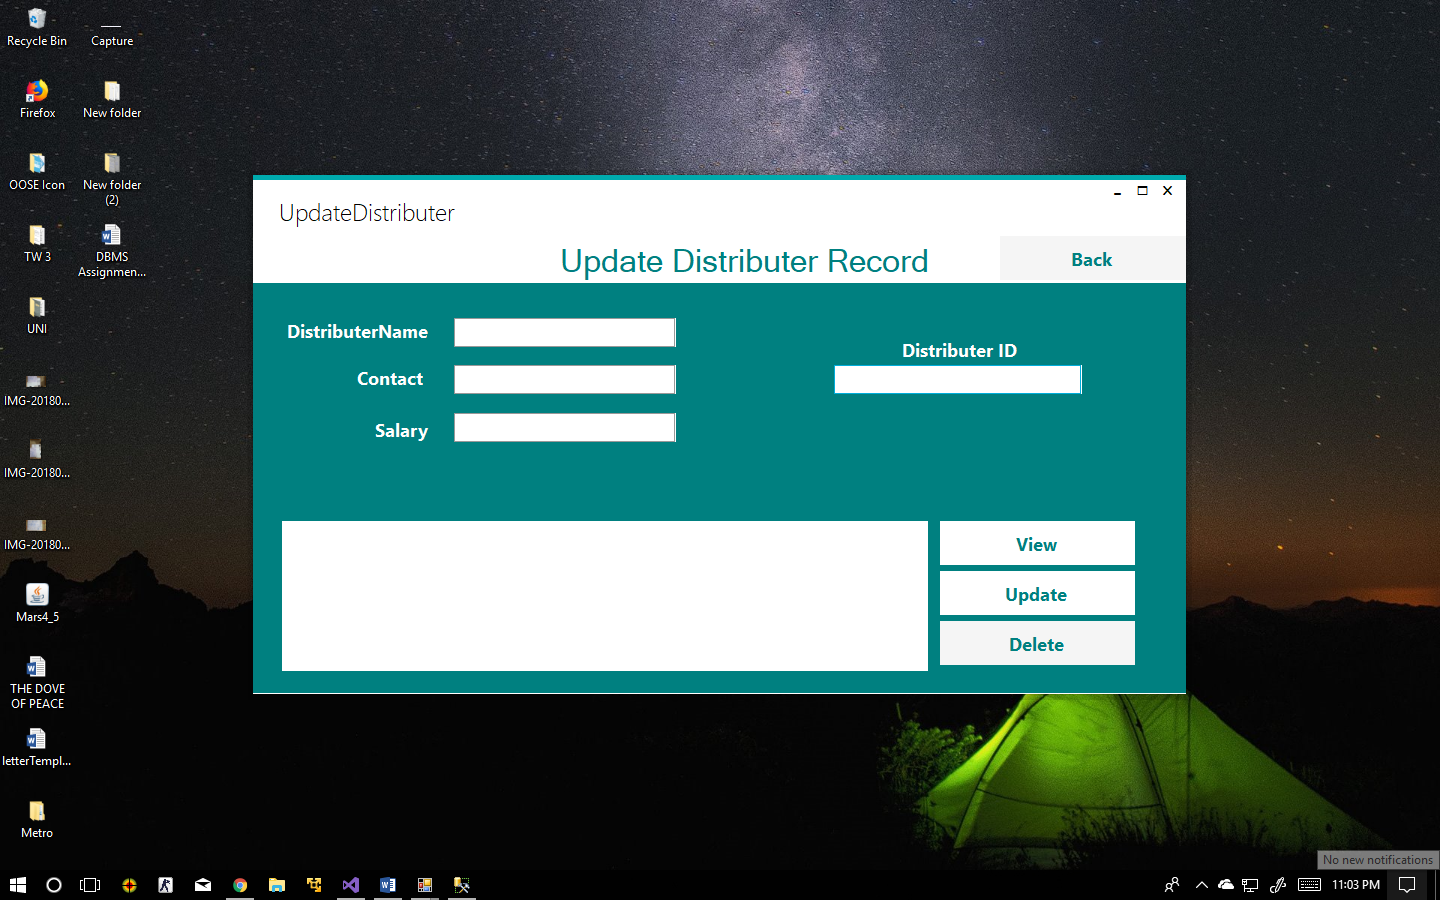 Recycle Bin
Capture
Firefox
New folder
OOSE Icon
New folder
(2)
TW 3
DBMS
Assignmen...
UNI
IMG-20180...
IMG-20180...
IMG-20180...
Mars4_5
THE DOVE
OF PEACE
letterTempl...
Metro
UpdateDistributer
Update Distributer Record
Back
DistributerName
Contact
Salary
Distributer ID
View
Update
Delete
No new notifications
11:03 PM